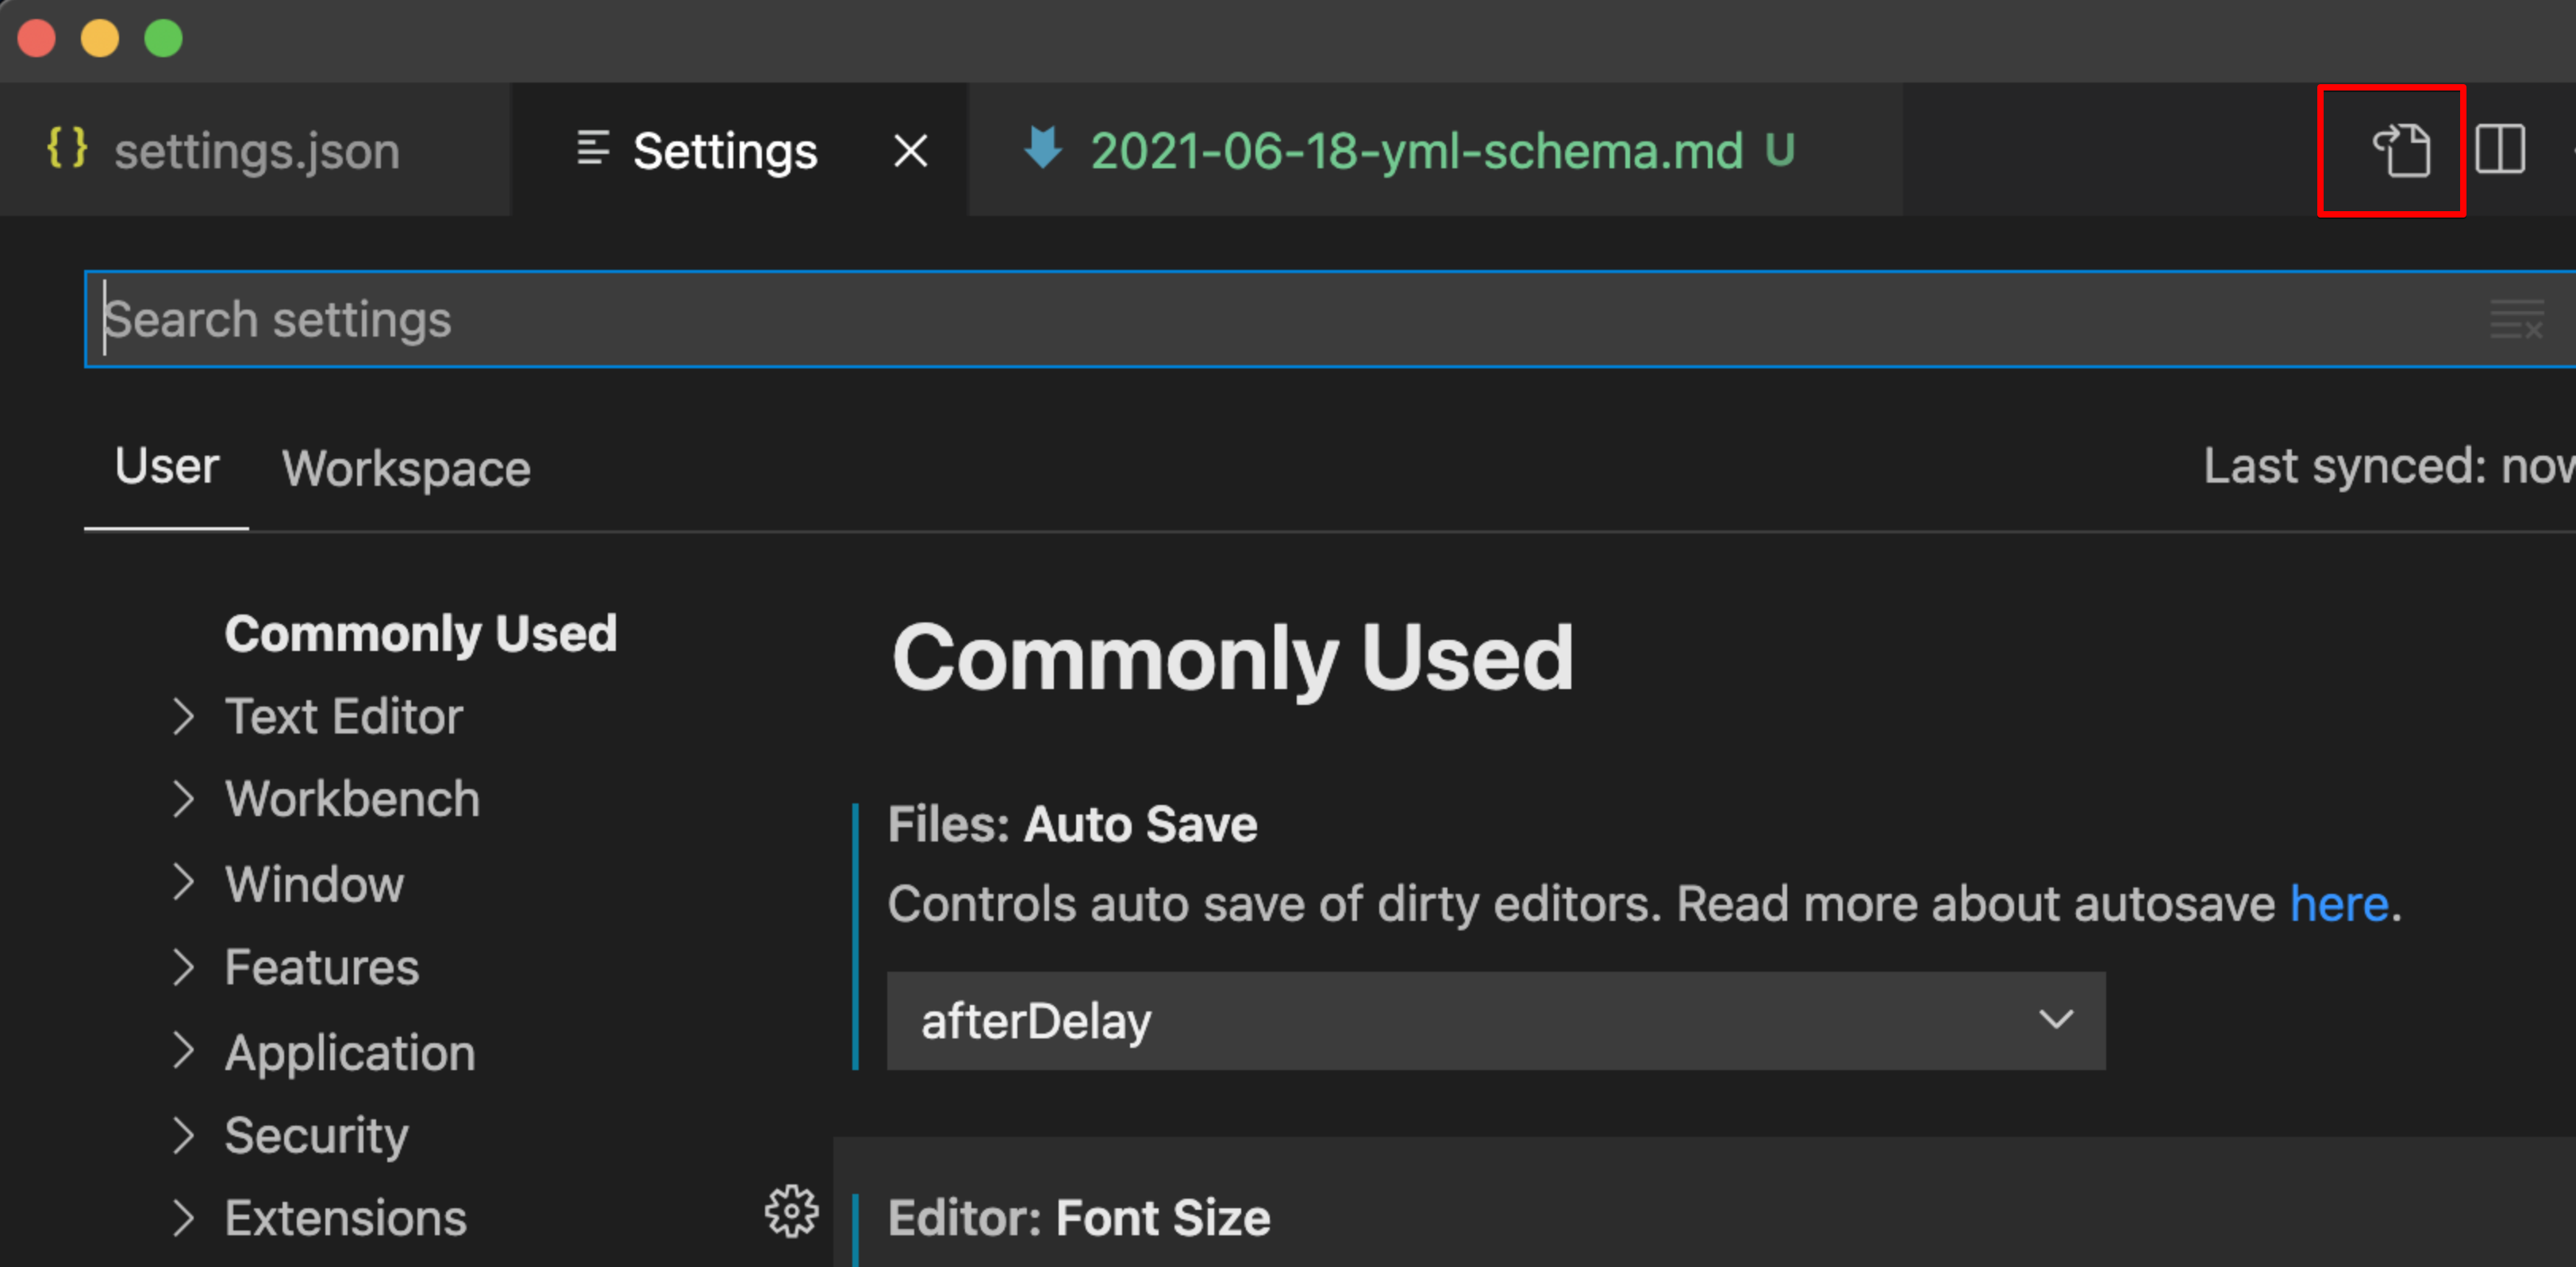 {} settings.json Settings 2021-06-18-yml-schema.md U
Search settings
User Workspace Last synced: now
Commonly Used
Text Editor
Workbench
Window
Features
Application
Security
Extensions
Commonly Used
Files: Auto Save
Controls auto save of dirty editors. Read more about autosave here.
afterDelay
Editor: Font Size